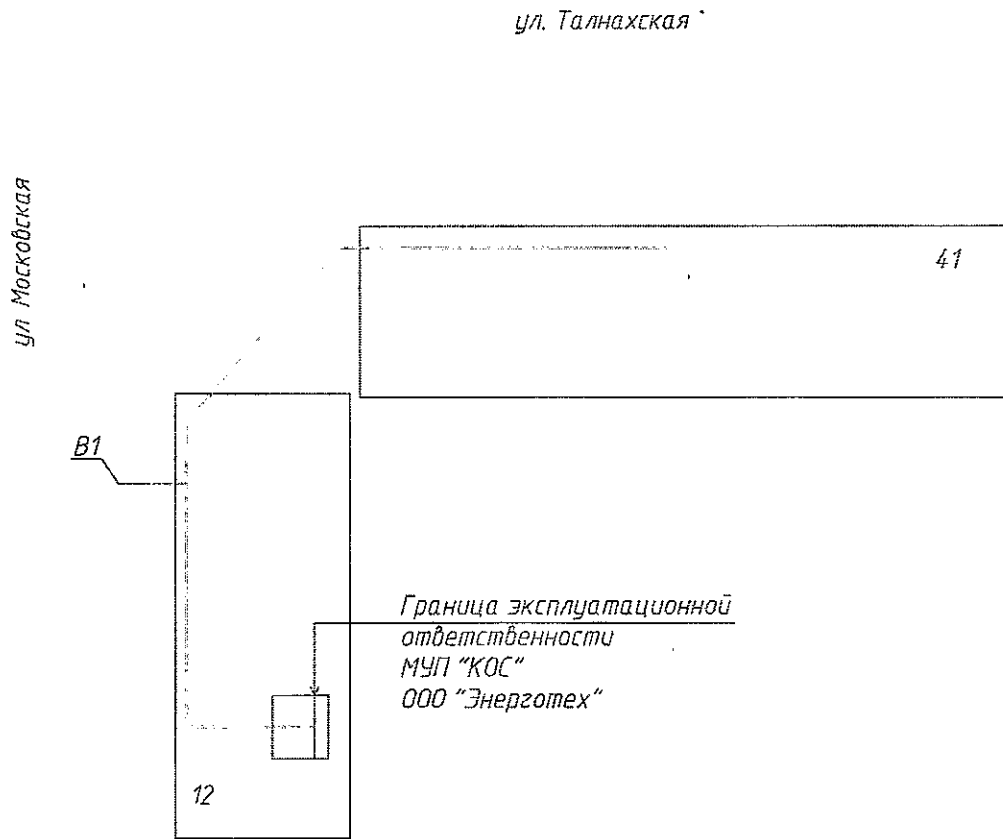 ул. Талнахская
ул Московская
41
В1
Граница эксплуатационной
ответственности
МУП "КОС"
ООО "Энерготех"
12